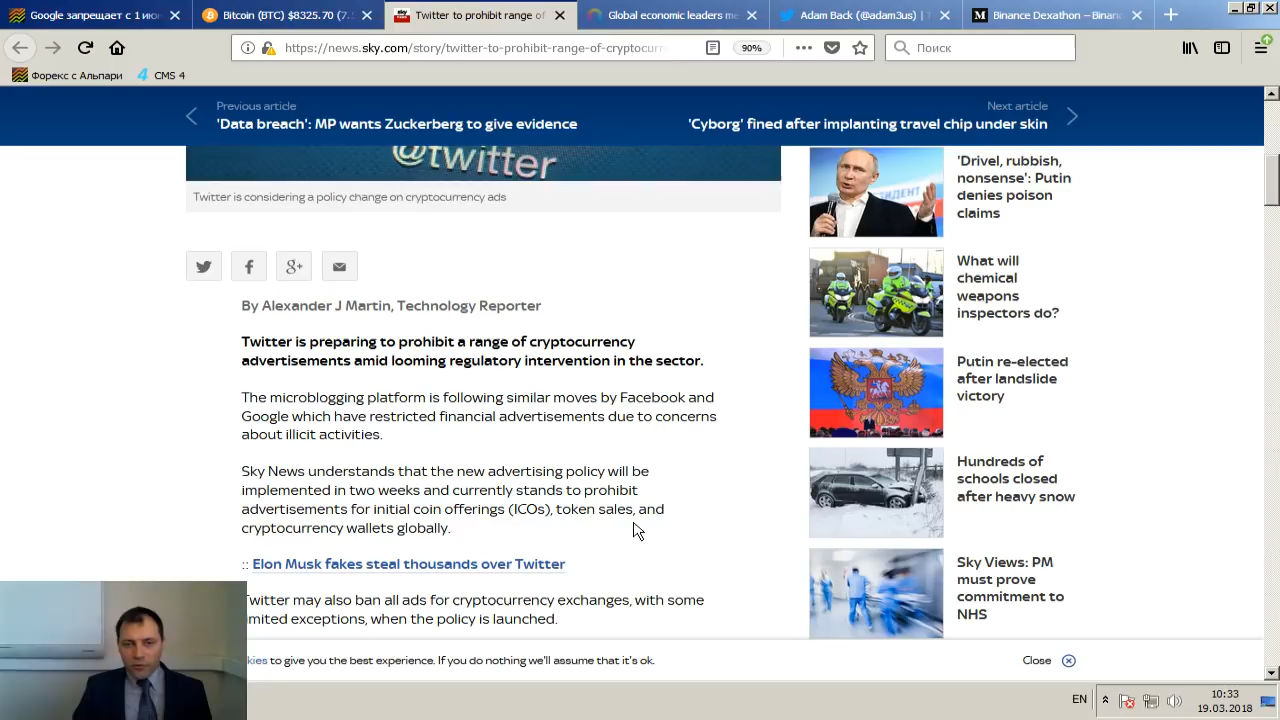 Google запрещает с 1 июн
Bitcoin (BTC) $8325.70 (7.
Twitter to prohibit range of
Global economic leaders me
Adam Back (@adam3us) | T
Binance Dexathon – Binanc
https://news.sky.com/story/twitter-to-prohibit-range-of-cryptocurr
90%
Поиск
Форекс с Альпари
CMS 4
Previous article
'Data breach': MP wants Zuckerberg to give evidence
Next article
'Cyborg' fined after implanting travel chip under skin
@twitter
Twitter is considering a policy change on cryptocurrency ads
By Alexander J Martin, Technology Reporter
Twitter is preparing to prohibit a range of cryptocurrency
advertisements amid looming regulatory intervention in the sector.
The microblogging platform is following similar moves by Facebook and
Google which have restricted financial advertisements due to concerns
about illicit activities.
Sky News understands that the new advertising policy will be
implemented in two weeks and currently stands to prohibit
advertisements for initial coin offerings (ICOs), token sales, and
cryptocurrency wallets globally.
:: Elon Musk fakes steal thousands over Twitter
Twitter may also ban all ads for cryptocurrency exchanges, with some
imited exceptions, when the policy is launched.
'Drivel, rubbish,
nonsense': Putin
denies poison
claims
What will
chemical
weapons
inspectors do?
Putin re-elected
after landslide
victory
Hundreds of
schools closed
after heavy snow
Sky Views: PM
must prove
commitment to
NHS
kies to give you the best experience. If you do nothing we'll assume that it's ok.
Close
EN
10:33
19.03.2018